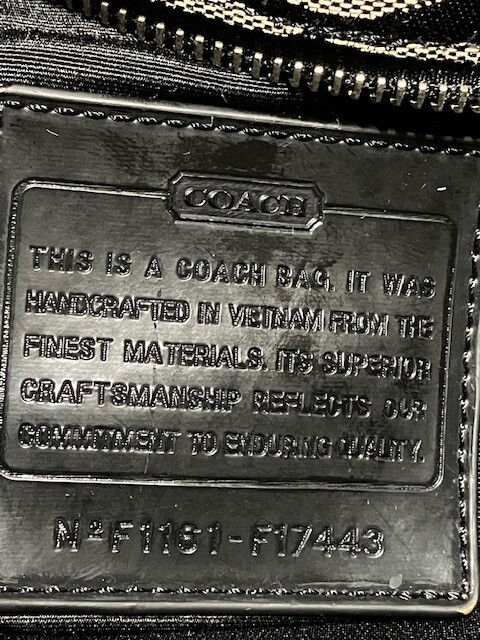 COACH
THIS IS A COACH BAG. IT WAS
HANDCRAFTED IN VIETNAM FROM THE
FINEST MATERIALS. ITS SUPERIOR
CRAFTSMANSHIP REFLECTS OUR
COMMITMENT TO ENDURING QUALITY.
Nº F1161-F17443